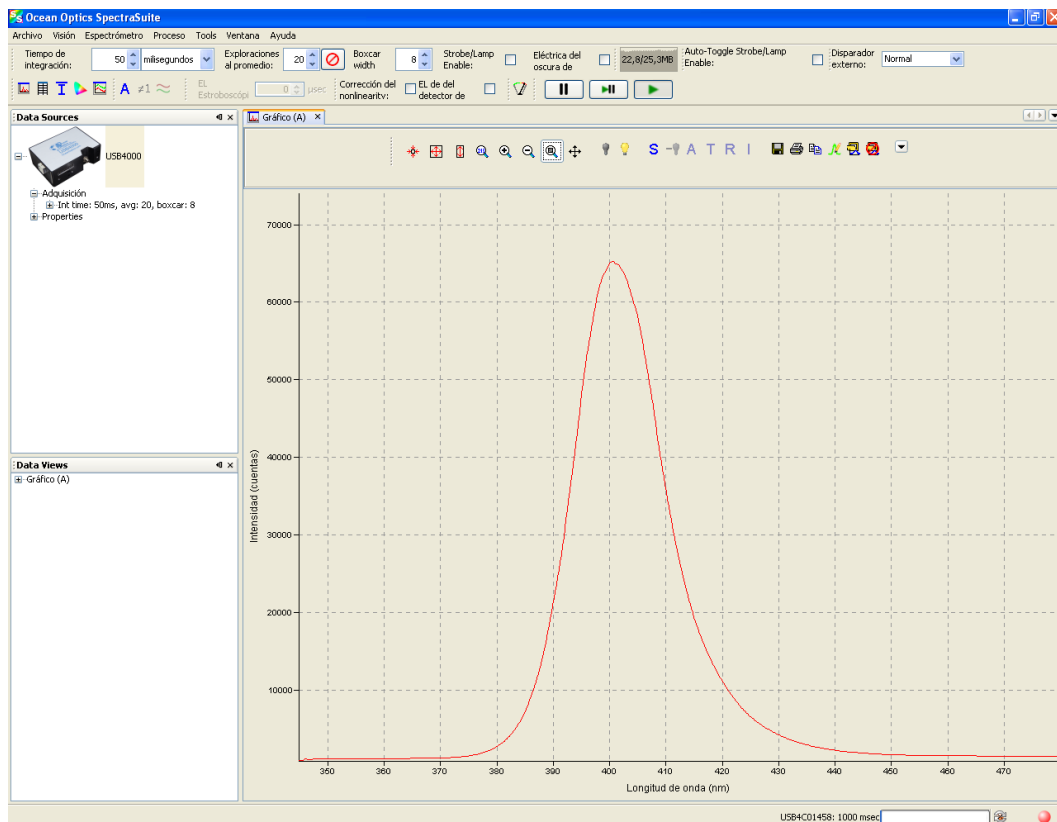 Ocean Optics SpectraSuite
Archivo Visión Espectrómetro Proceso Tools Ventana Ayuda
Tiempo de integración: 50 milisegundos Exploraciones al promedio: 20 Boxcar width 8 Strobe/Lamp Enable: Eléctrica del oscura de 22,8/25,3MB Auto-Toggle Strobe/Lamp Enable: Disparador externo: Normal
A ≠1 EL Estroboscópi 0 µsec Corrección del nonlinearity: EL de del detector de
Data Sources
USB4000
Adquisición
Int time: 50ms, avg: 20, boxcar: 8
Properties
Data Views
Gráfico (A)
Gráfico (A)
S A T R I
70000
60000
50000
40000
30000
20000
10000
Intensidad (cuentas)
350 360 370 380 390 400 410 420 430 440 450 460 470
Longitud de onda (nm)
USB4C01458: 1000 msec